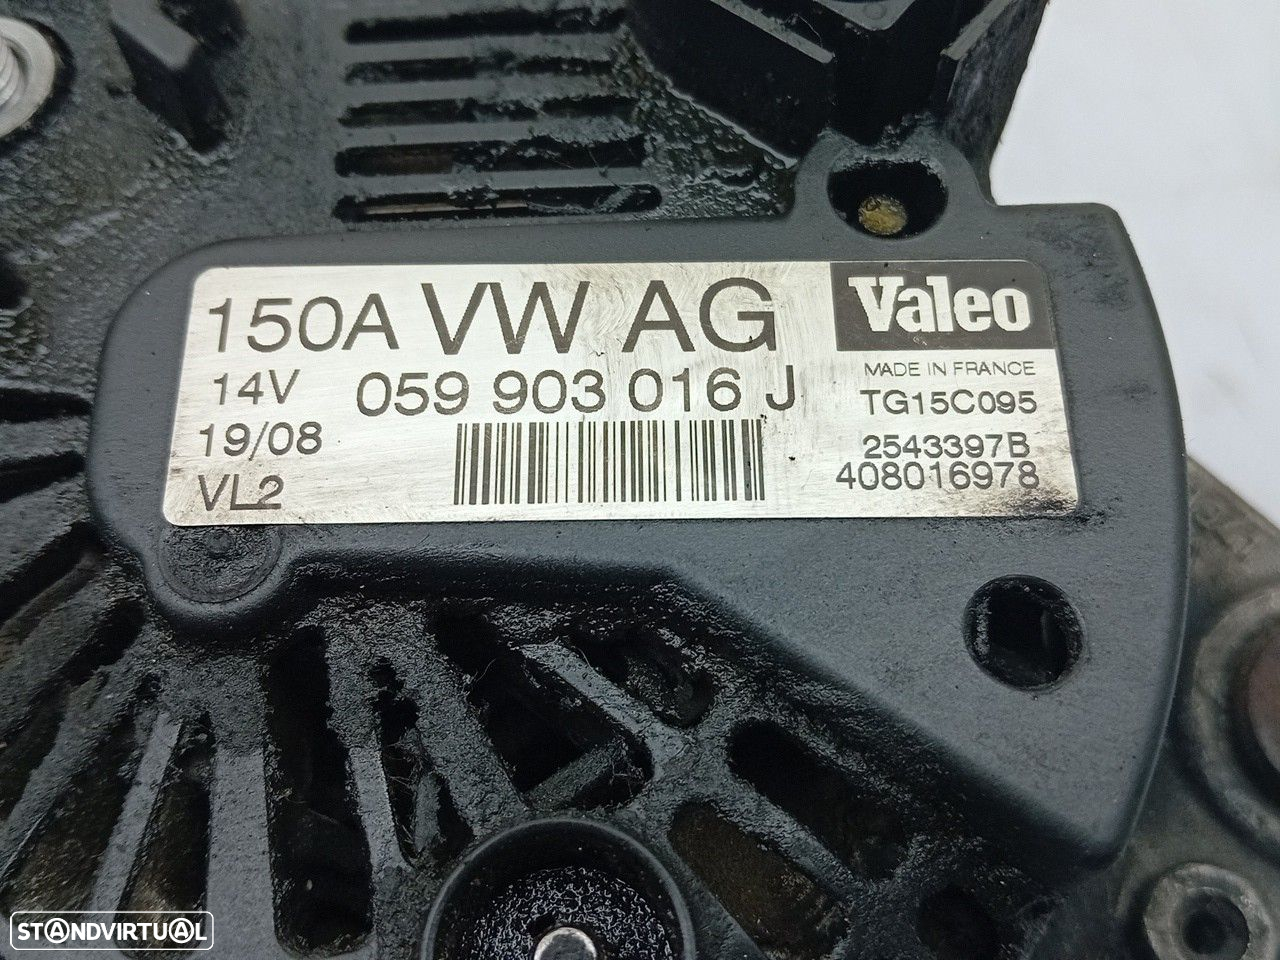 150A VW AG Valeo
14V 059 903 016 J MADE IN FRANCE
TG15C095
19/08 2543397B
VL2 408016978
STANDVIRTUAL